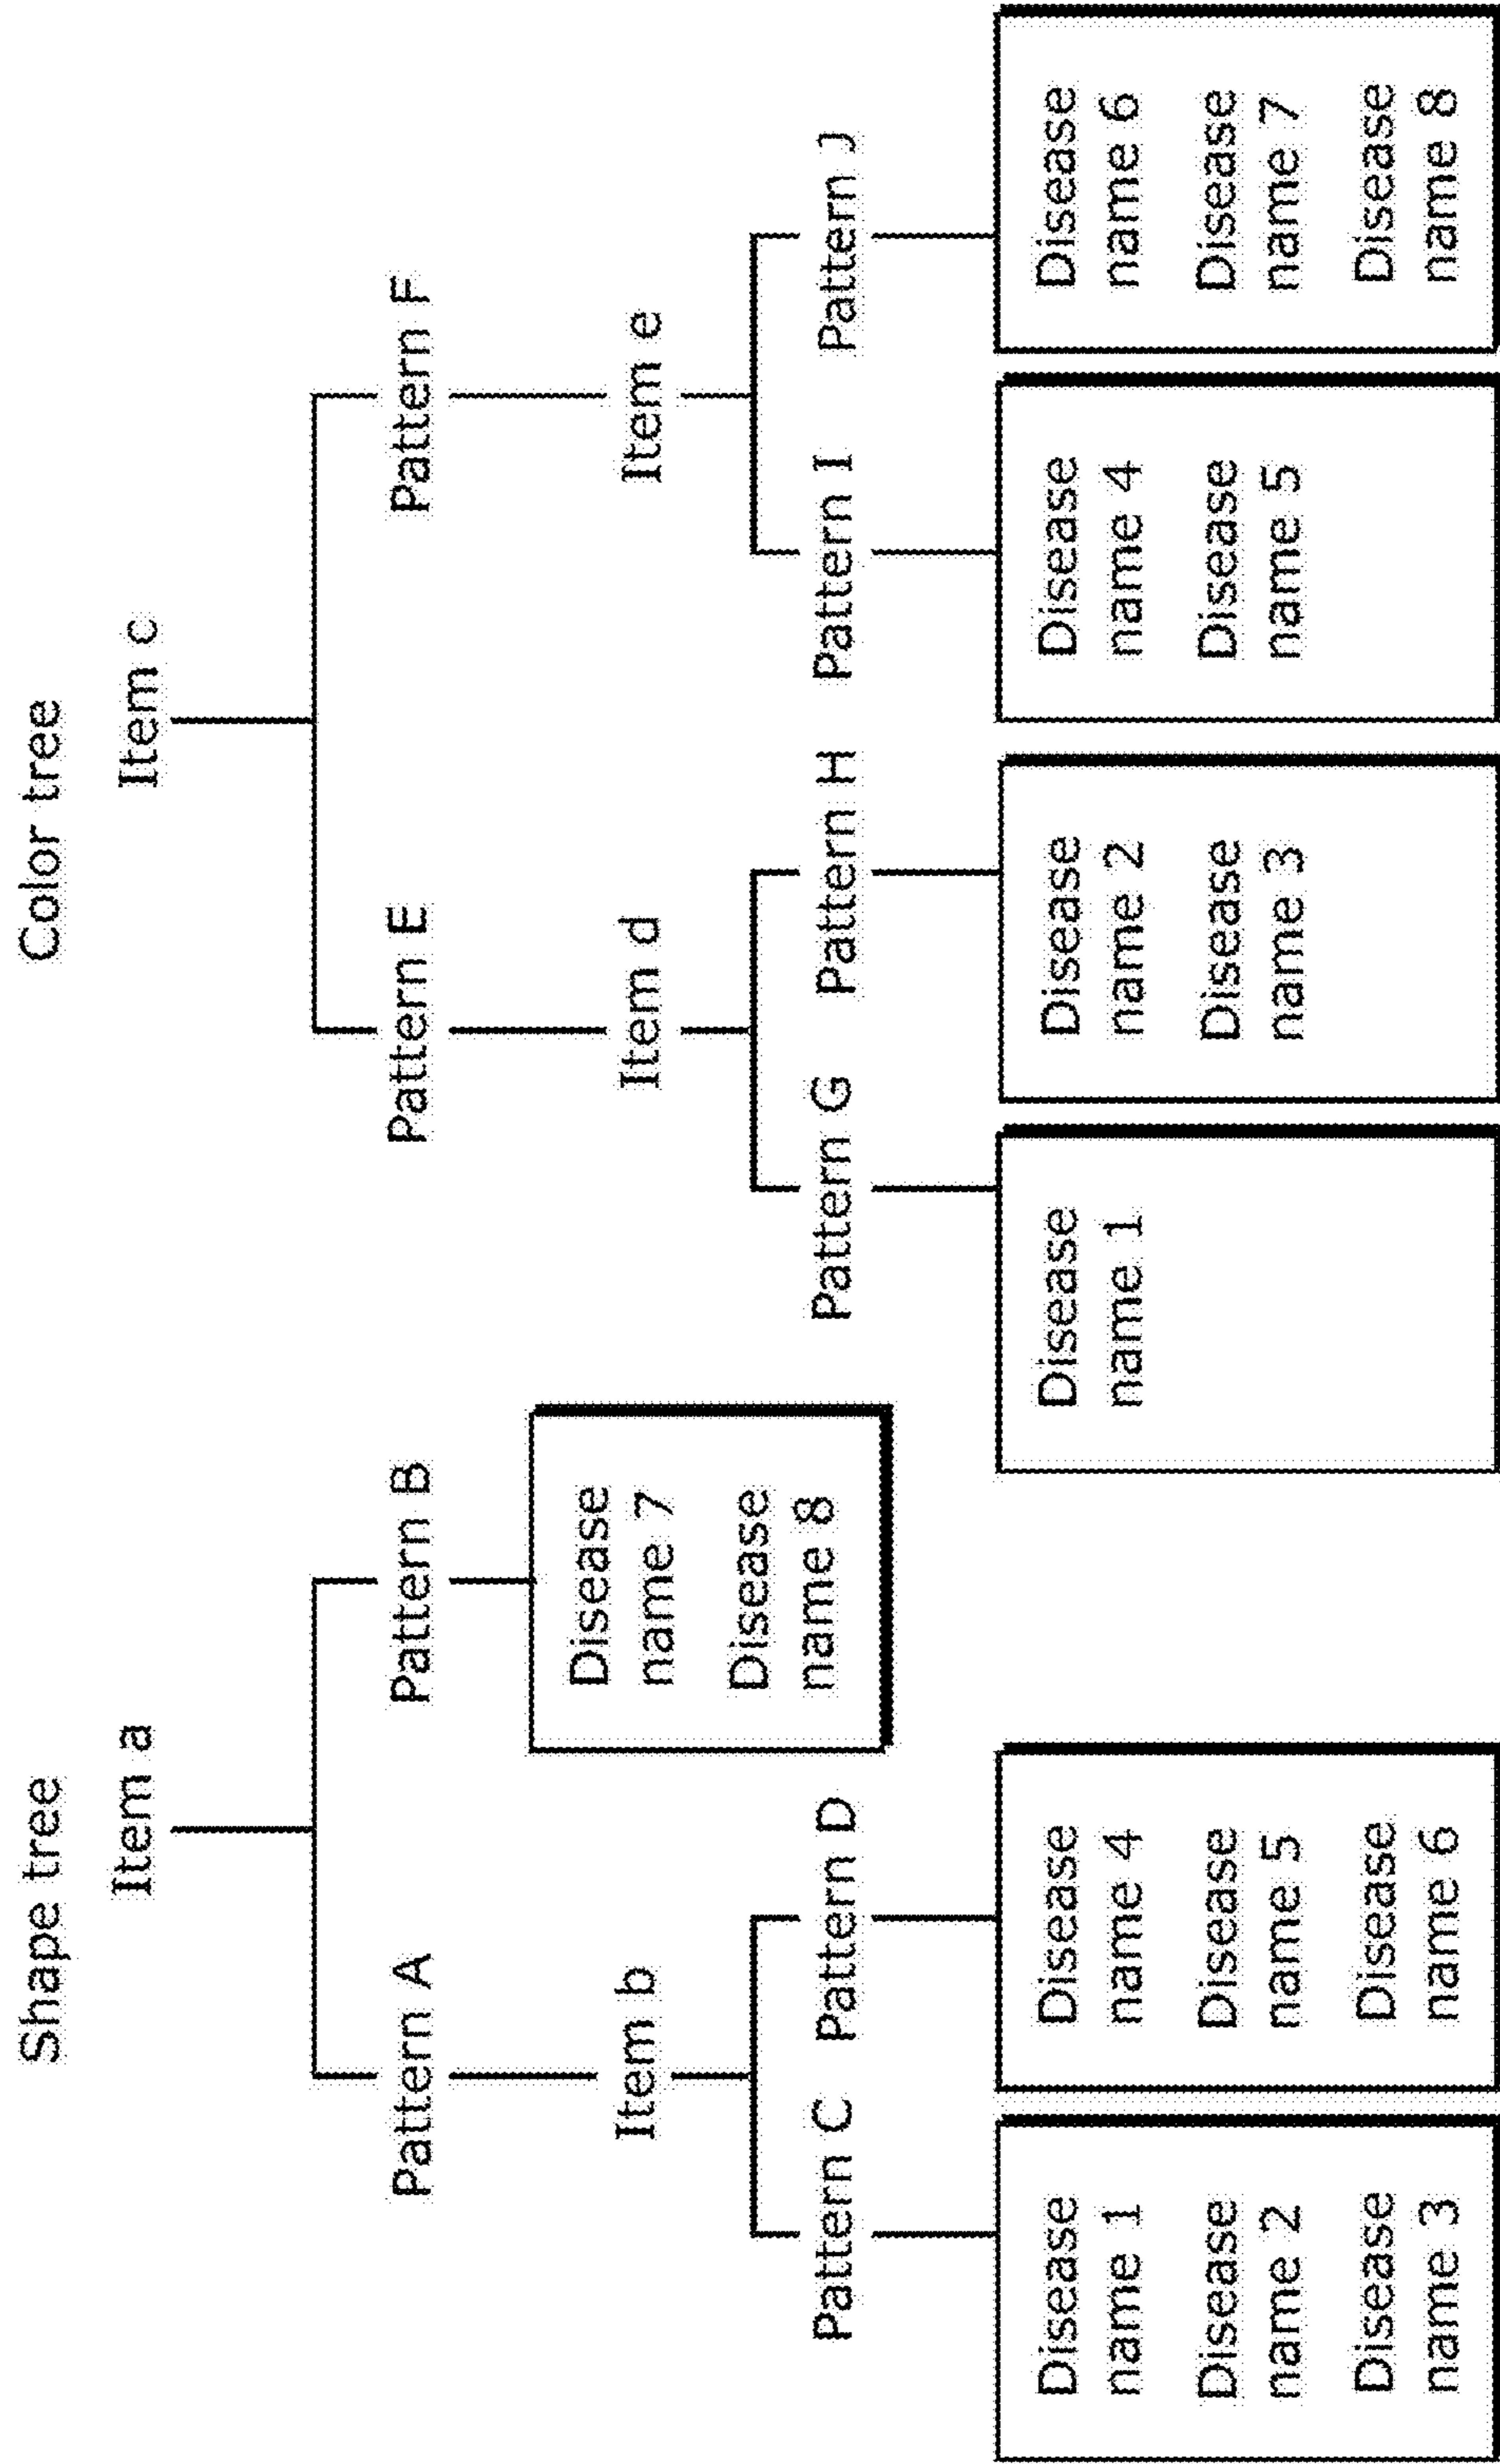 Shape tree
Item a
Pattern A
Pattern B
Item b
Disease
name 7
Disease
name 8
Pattern C
Pattern D
Disease
name 1
Disease
name 2
Disease
name 3
Disease
name 4
Disease
name 5
Disease
name 6
Color tree
Item c
Pattern E
Pattern F
Item d
Item e
Pattern G
Pattern H
Pattern I
Pattern J
Disease
name 1
Disease
name 2
Disease
name 3
Disease
name 4
Disease
name 5
Disease
name 6
Disease
name 7
Disease
name 8